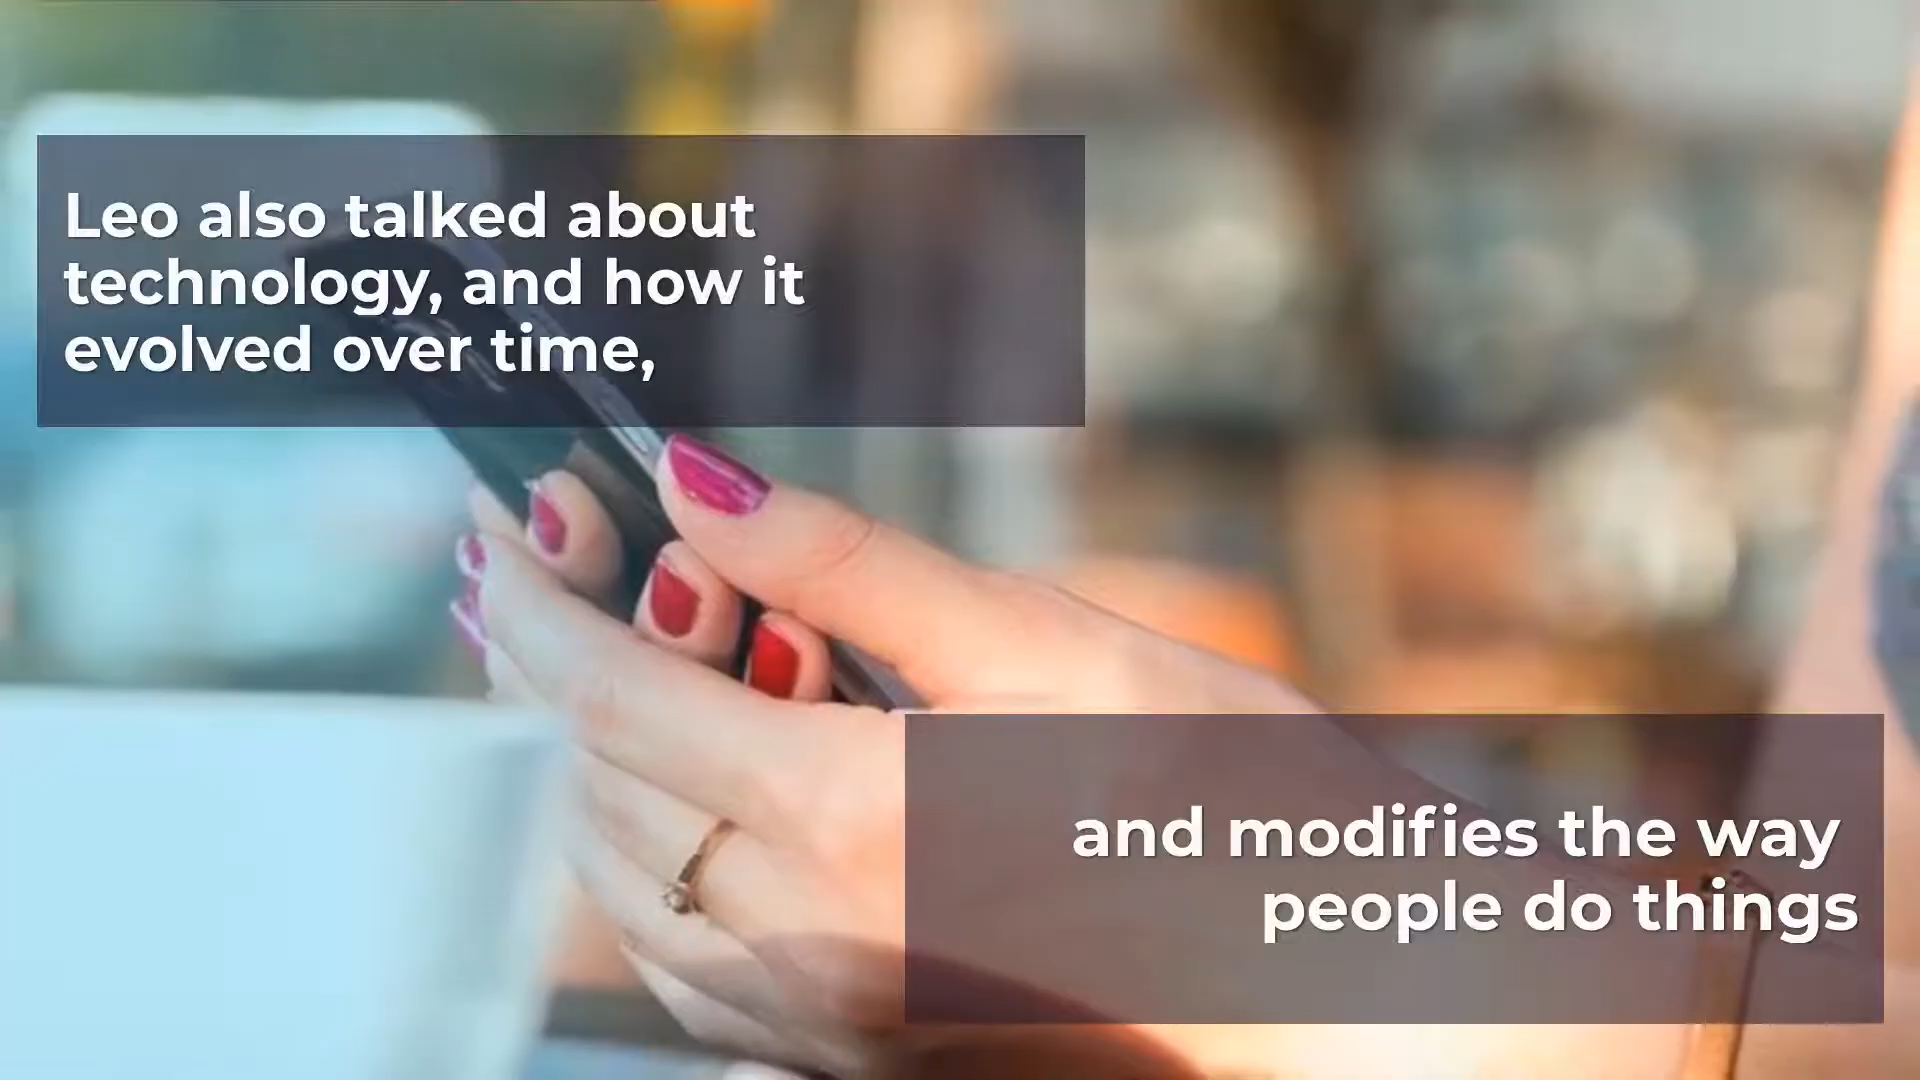 Leo also talked about
technology, and how it
evolved over time,
and modifies the way
people do things